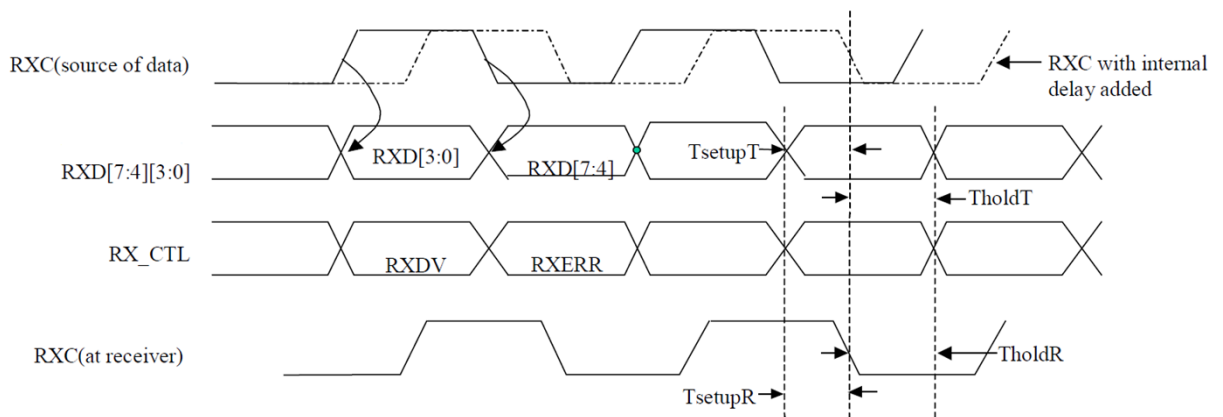 RXC(source of data)
RXC with internal
delay added
RXD[7:4][3:0]
RXD[3:0]
RXD[7:4]
TsetupT
TholdT
RX_CTL
RXDV
RXERR
RXC(at receiver)
TholdR
TsetupR